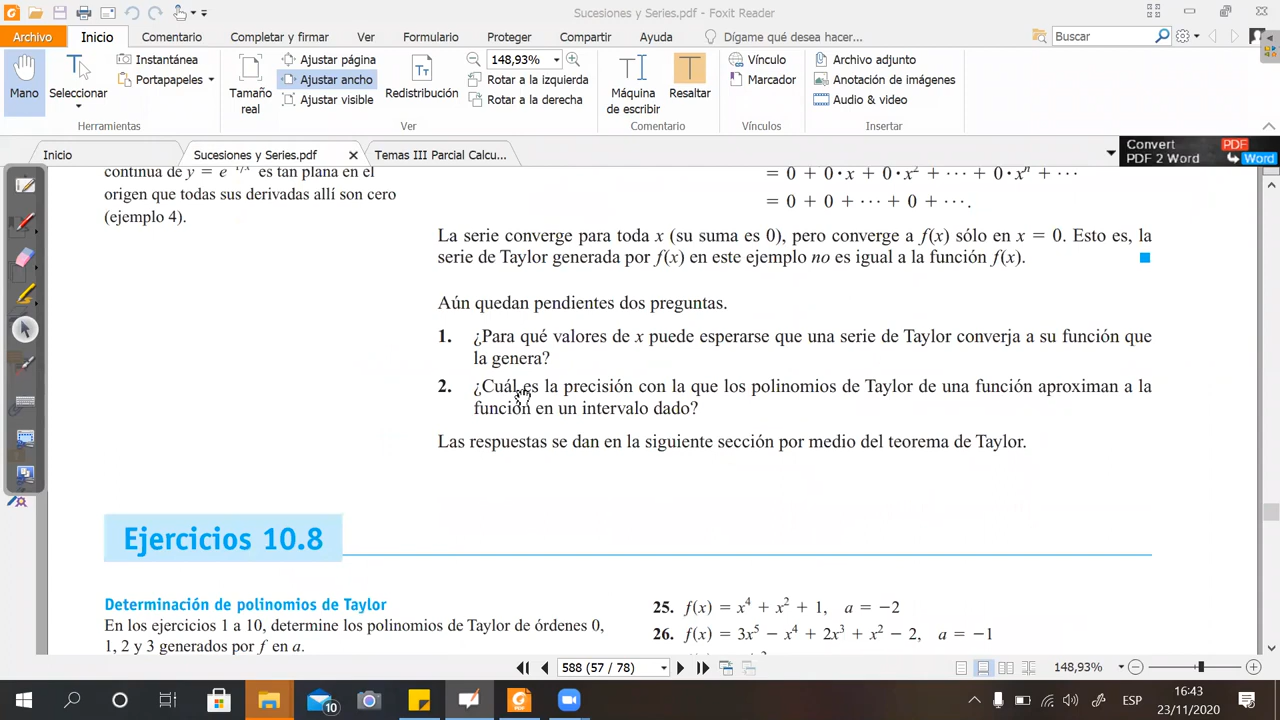 Sucesiones y Series.pdf - Foxit Reader
Archivo Inicio Comentario Completar y firmar Ver Formulario Proteger Compartir Ayuda Dígame qué desea hacer... Buscar
Mano
Seleccionar
Instantánea
Portapapeles
Herramientas
Tamaño
real
Ajustar página
Ajustar ancho
Ajustar visible
Redistribución
148,93%
Rotar a la izquierda
Rotar a la derecha
Ver
Máquina
de escribir
Resaltar
Comentario
Vínculo
Marcador
Vínculos
Archivo adjunto
Anotación de imágenes
Audio & video
Insertar
Inicio Sucesiones y Series.pdf Temas III Parcial Calcu...
Convert PDF
PDF 2 Word Word
continua de y = e es tan plana en el
origen que todas sus derivadas allí son cero
(ejemplo 4).
= 0 + 0·x + 0·x² + ··· + 0·xⁿ + ···
= 0 + 0 + ··· + 0 + ···.
La serie converge para toda x (su suma es 0), pero converge a f(x) sólo en x = 0. Esto es, la
serie de Taylor generada por f(x) en este ejemplo no es igual a la función f(x).
Aún quedan pendientes dos preguntas.
1. ¿Para qué valores de x puede esperarse que una serie de Taylor converja a su función que
la genera?
2. ¿Cuál es la precisión con la que los polinomios de Taylor de una función aproximan a la
función en un intervalo dado?
Las respuestas se dan en la siguiente sección por medio del teorema de Taylor.
Ejercicios 10.8
Determinación de polinomios de Taylor
En los ejercicios 1 a 10, determine los polinomios de Taylor de órdenes 0,
1, 2 y 3 generados por f en a.
25. f(x) = x⁴ + x² + 1, a = −2
26. f(x) = 3x⁵ − x⁴ + 2x³ + x² − 2, a = −1
588 (57 / 78)
148,93%
10
ESP
16:43
23/11/2020